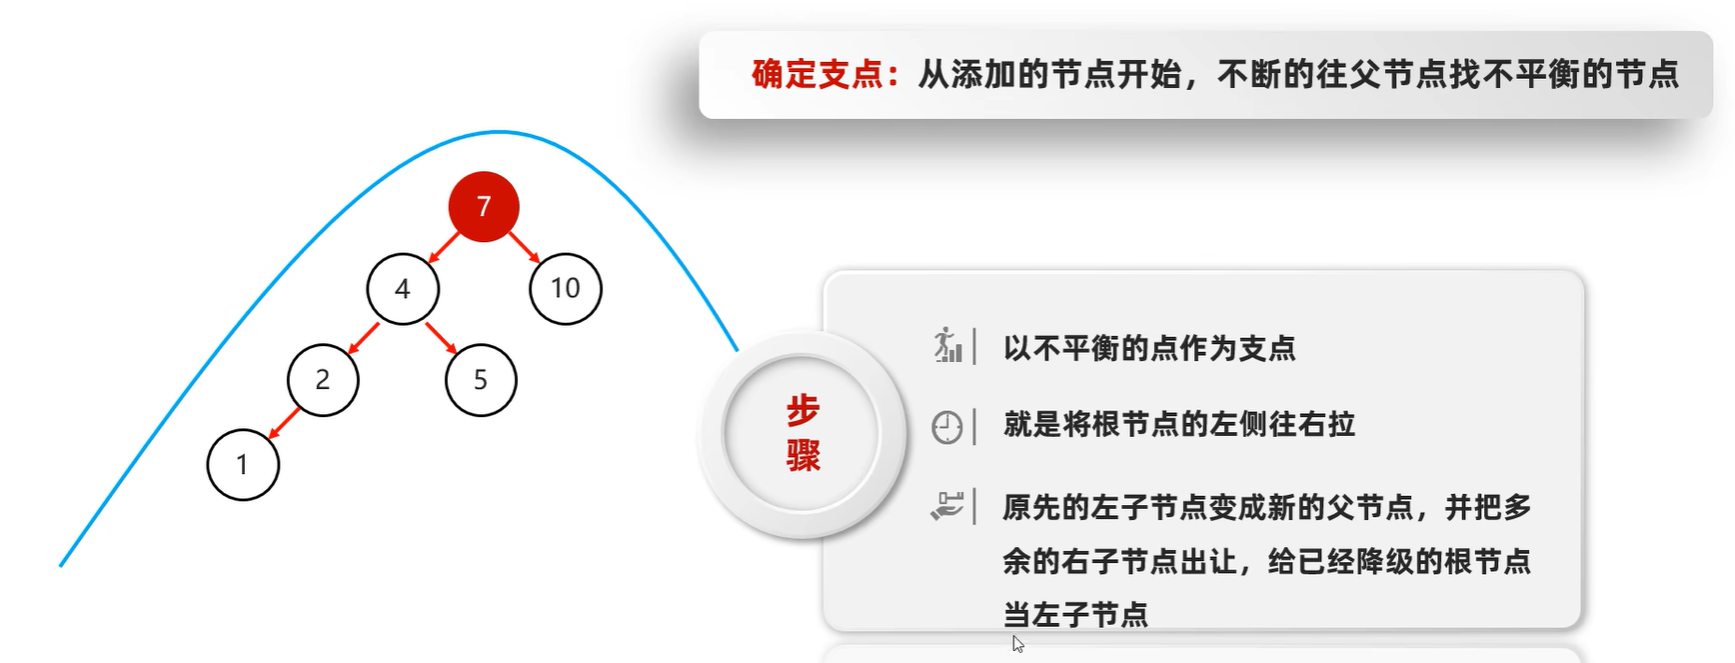 确定支点：从添加的节点开始，不断的往父节点找不平衡的节点
7
4
10
2
5
1
步
骤
以不平衡的点作为支点
就是将根节点的左侧往右拉
原先的左子节点变成新的父节点，并把多
余的右子节点出让，给已经降级的根节点
当左子节点